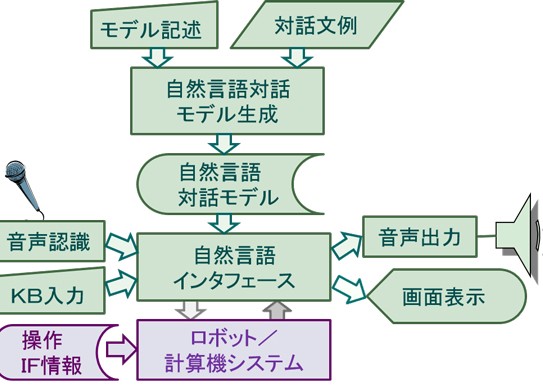 モデル記述
対話文例
自然言語対話
モデル生成
自然言語
対話モデル
音声認識
自然言語
インタフェース
音声出力
KB入力
画面表示
操作
IF情報
ロボット/
計算機システム